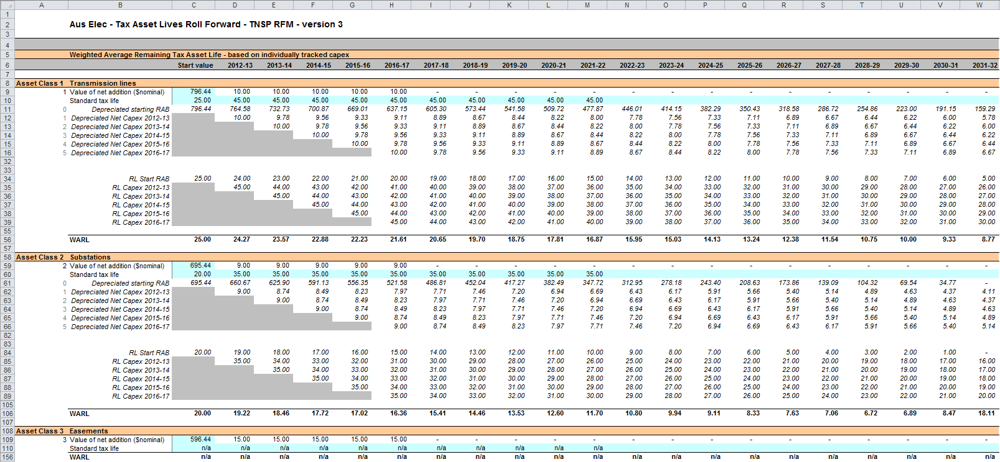 A B C D E F G H I J K L M N O P Q R S T U V W
1
2 Aus Elec - Tax Asset Lives Roll Forward - TNSP RFM - version 3
3
4
5 Weighted Average Remaining Tax Asset Life - based on individually tracked capex
6 Start value 2012-13 2013-14 2014-15 2015-16 2016-17 2017-18 2018-19 2019-20 2020-21 2021-22 2022-23 2023-24 2024-25 2025-26 2026-27 2027-28 2028-29 2029-30 2030-31 2031-32
7
8 Asset Class 1 Transmission lines
9 1 Value of net addition ($nominal) 796.44 10.00 10.00 10.00 10.00 10.00 - - - - - - - - - - - - - - -
10 Standard tax life 25.00 45.00 45.00 45.00 45.00 45.00 45.00 45.00 45.00 45.00 45.00
11 0 Depreciated starting RAB 796.44 764.58 732.73 700.87 669.01 637.15 605.30 573.44 541.58 509.72 477.87 446.01 414.15 382.29 350.43 318.58 286.72 254.86 223.00 191.15 159.29
12 1 Depreciated Net Capex 2012-13 10.00 9.78 9.56 9.33 9.11 8.89 8.67 8.44 8.22 8.00 7.78 7.56 7.33 7.11 6.89 6.67 6.44 6.22 6.00 5.78
13 2 Depreciated Net Capex 2013-14 10.00 9.78 9.56 9.33 9.11 8.89 8.67 8.44 8.22 8.00 7.78 7.56 7.33 7.11 6.89 6.67 6.44 6.22 6.00
14 3 Depreciated Net Capex 2014-15 10.00 9.78 9.56 9.33 9.11 8.89 8.67 8.44 8.22 8.00 7.78 7.56 7.33 7.11 6.89 6.67 6.44 6.22
15 4 Depreciated Net Capex 2015-16 10.00 9.78 9.56 9.33 9.11 8.89 8.67 8.44 8.22 8.00 7.78 7.56 7.33 7.11 6.89 6.67 6.44
16 5 Depreciated Net Capex 2016-17 10.00 9.78 9.56 9.33 9.11 8.89 8.67 8.44 8.22 8.00 7.78 7.56 7.33 7.11 6.89 6.67
32
33
34 RL Start RAB 25.00 24.00 23.00 22.00 21.00 20.00 19.00 18.00 17.00 16.00 15.00 14.00 13.00 12.00 11.00 10.00 9.00 8.00 7.00 6.00 5.00
35 RL Capex 2012-13 45.00 44.00 43.00 42.00 41.00 40.00 39.00 38.00 37.00 36.00 35.00 34.00 33.00 32.00 31.00 30.00 29.00 28.00 27.00 26.00
36 RL Capex 2013-14 45.00 44.00 43.00 42.00 41.00 40.00 39.00 38.00 37.00 36.00 35.00 34.00 33.00 32.00 31.00 30.00 29.00 28.00 27.00
37 RL Capex 2014-15 45.00 44.00 43.00 42.00 41.00 40.00 39.00 38.00 37.00 36.00 35.00 34.00 33.00 32.00 31.00 30.00 29.00 28.00
38 RL Capex 2015-16 45.00 44.00 43.00 42.00 41.00 40.00 39.00 38.00 37.00 36.00 35.00 34.00 33.00 32.00 31.00 30.00 29.00
39 RL Capex 2016-17 45.00 44.00 43.00 42.00 41.00 40.00 39.00 38.00 37.00 36.00 35.00 34.00 33.00 32.00 31.00 30.00
55
56 WARL 25.00 24.27 23.57 22.88 22.23 21.61 20.65 19.70 18.75 17.81 16.87 15.95 15.03 14.13 13.24 12.38 11.54 10.75 10.00 9.33 8.77
57
58 Asset Class 2 Substations
59 2 Value of net addition ($nominal) 695.44 9.00 9.00 9.00 9.00 9.00 - - - - - - - - - - - - - - -
60 Standard tax life 20.00 35.00 35.00 35.00 35.00 35.00 35.00 35.00 35.00 35.00 35.00
61 0 Depreciated starting RAB 695.44 660.67 625.90 591.13 556.35 521.58 486.81 452.04 417.27 382.49 347.72 312.95 278.18 243.40 208.63 173.86 139.09 104.32 69.54 34.77 -
62 1 Depreciated Net Capex 2012-13 9.00 8.74 8.49 8.23 7.97 7.71 7.46 7.20 6.94 6.69 6.43 6.17 5.91 5.66 5.40 5.14 4.89 4.63 4.37 4.11
63 2 Depreciated Net Capex 2013-14 9.00 8.74 8.49 8.23 7.97 7.71 7.46 7.20 6.94 6.69 6.43 6.17 5.91 5.66 5.40 5.14 4.89 4.63 4.37
64 3 Depreciated Net Capex 2014-15 9.00 8.74 8.49 8.23 7.97 7.71 7.46 7.20 6.94 6.69 6.43 6.17 5.91 5.66 5.40 5.14 4.89 4.63
65 4 Depreciated Net Capex 2015-16 9.00 8.74 8.49 8.23 7.97 7.71 7.46 7.20 6.94 6.69 6.43 6.17 5.91 5.66 5.40 5.14 4.89
66 5 Depreciated Net Capex 2016-17 9.00 8.74 8.49 8.23 7.97 7.71 7.46 7.20 6.94 6.69 6.43 6.17 5.91 5.66 5.40 5.14
82
83
84 RL Start RAB 20.00 19.00 18.00 17.00 16.00 15.00 14.00 13.00 12.00 11.00 10.00 9.00 8.00 7.00 6.00 5.00 4.00 3.00 2.00 1.00 -
85 RL Capex 2012-13 35.00 34.00 33.00 32.00 31.00 30.00 29.00 28.00 27.00 26.00 25.00 24.00 23.00 22.00 21.00 20.00 19.00 18.00 17.00 16.00
86 RL Capex 2013-14 35.00 34.00 33.00 32.00 31.00 30.00 29.00 28.00 27.00 26.00 25.00 24.00 23.00 22.00 21.00 20.00 19.00 18.00 17.00
87 RL Capex 2014-15 35.00 34.00 33.00 32.00 31.00 30.00 29.00 28.00 27.00 26.00 25.00 24.00 23.00 22.00 21.00 20.00 19.00 18.00
88 RL Capex 2015-16 35.00 34.00 33.00 32.00 31.00 30.00 29.00 28.00 27.00 26.00 25.00 24.00 23.00 22.00 21.00 20.00 19.00
89 RL Capex 2016-17 35.00 34.00 33.00 32.00 31.00 30.00 29.00 28.00 27.00 26.00 25.00 24.00 23.00 22.00 21.00 20.00
105
106 WARL 20.00 19.22 18.46 17.72 17.02 16.36 15.41 14.46 13.53 12.60 11.70 10.80 9.94 9.11 8.33 7.63 7.06 6.72 6.89 8.47 18.11
107
108 Asset Class 3 Easements
109 3 Value of net addition ($nominal) 596.44 15.00 15.00 15.00 15.00 15.00 - - - - - - - - - - - - - - -
110 Standard tax life n/a n/a n/a n/a n/a n/a n/a n/a n/a n/a n/a
156 WARL n/a n/a n/a n/a n/a n/a n/a n/a n/a n/a n/a n/a n/a n/a n/a n/a n/a n/a n/a n/a n/a